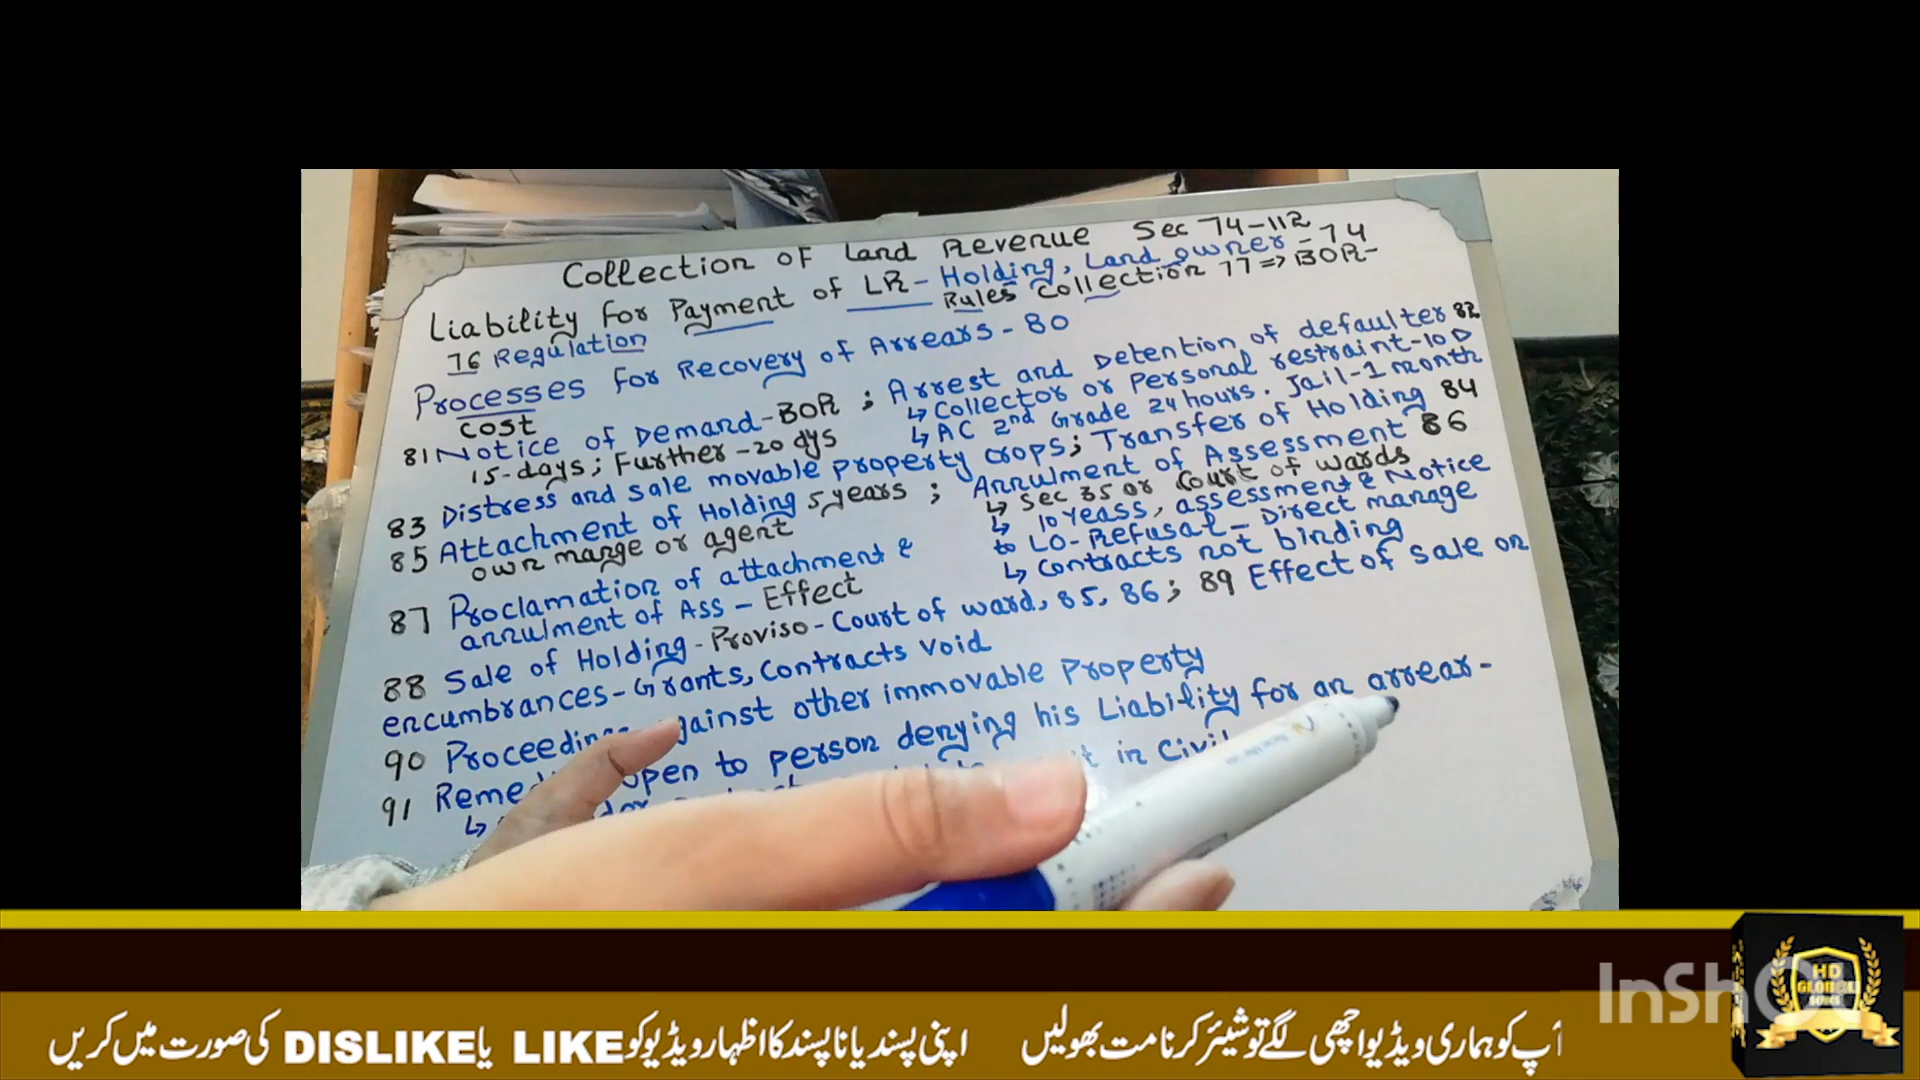 Collection of Land Revenue Sec 74-112
Liability for Payment of LR - Holding, Land owner - 74
76 Regulation
Rules Collection 77 => BOR-
Processes for Recovery of Arrears - 80
cost
81 Notice of Demand-BOR ; Arrest and Detention of defaulter 82
15-days; Further -20 dys
↳ Collector or Personal restraint-10 D
↳ AC 2nd Grade 24 hours. Jail-1 month
83 Distress and sale movable property crops; Transfer of Holding 84
85 Attachment of Holding 5 years ; Annulment of Assessment 86
own mange or agent
↳ Sec 35 or Court of wards
↳ 10 Yeass, assessment & Notice
to LO-Refusal - Direct manage
↳ Contracts not binding
87 Proclamation of attachment &
annulment of Ass - Effect
88 Sale of Holding - Proviso - Court of ward, 85, 86 ; 89 Effect of sale on
encumbrances - Grants, Contracts void
90 against other immovable Property
91 open to person denying his Liability for an arrear -
↳ in Civil
اپنی پسند یا ناپسند کا اظہار ویڈیو کو LIKE یا DISLIKE کی صورت میں کریں
آپ کو ہماری ویڈیو اچھی لگے تو شیئر کرنا مت بھولیں
HD
GLOBAL